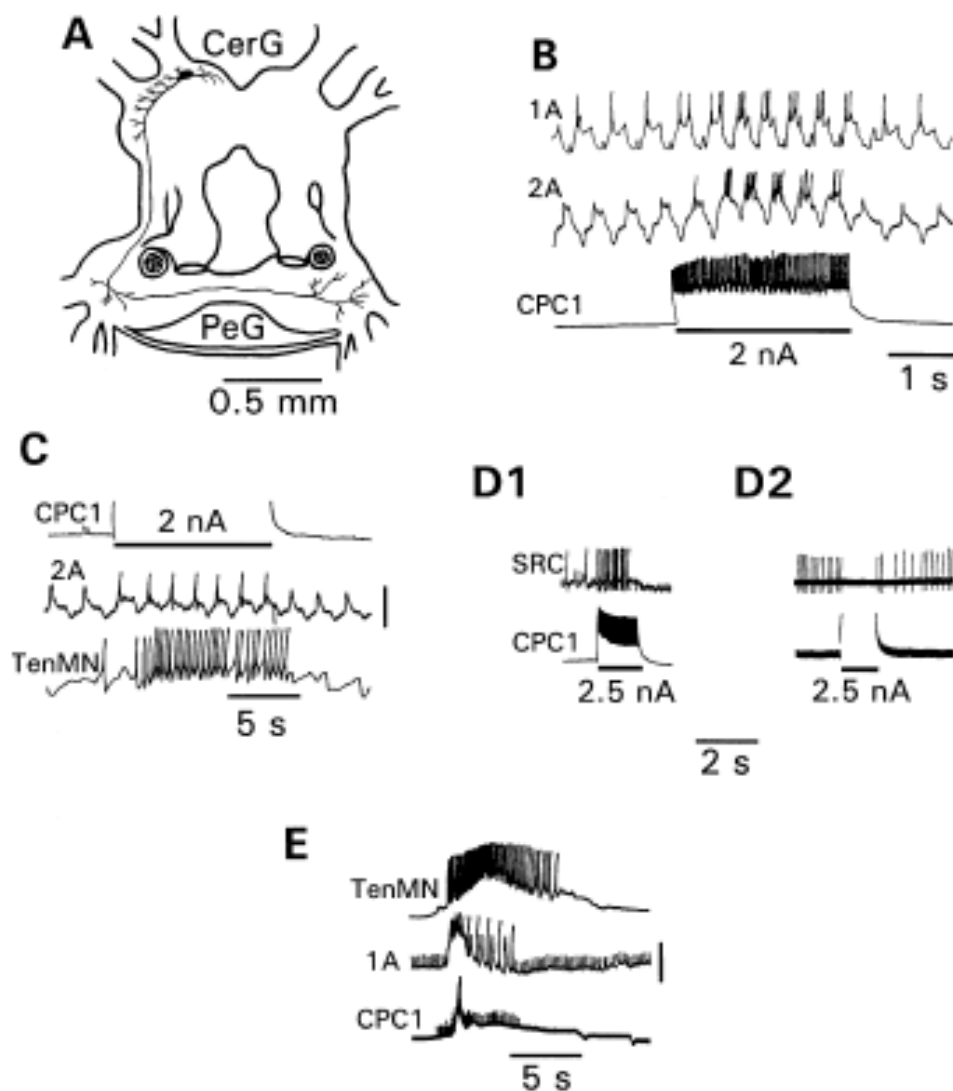 A
CerG
PeG
0.5 mm
B
1A
2A
CPC1
2 nA
1 s
C
CPC1
2 nA
2A
TenMN
5 s
D1
SRC
CPC1
2.5 nA
D2
2.5 nA
2 s
E
TenMN
1A
CPC1
5 s